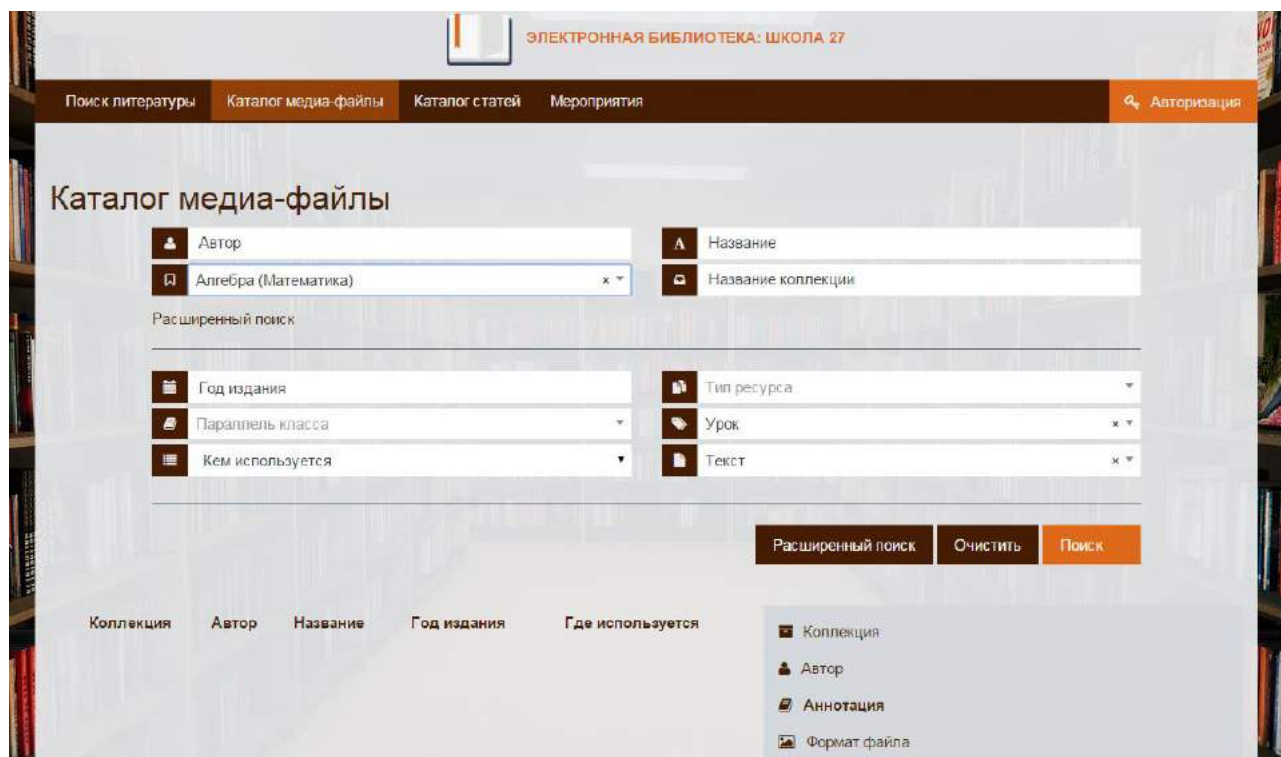 ЭЛЕКТРОННАЯ БИБЛИОТЕКА: ШКОЛА 27
Поиск литературы Каталог медиа-файлы Каталог статей Мероприятия Авторизация
Каталог медиа-файлы
Автор Название
Алгебра (Математика) Название коллекции
Расширенный поиск
Год издания Тип ресурса
Параллель класса Урок
Кем используется Текст
Расширенный поиск Очистить Поиск
Коллекция Автор Название Год издания Где используется
Коллекция
Автор
Аннотация
Формат файла